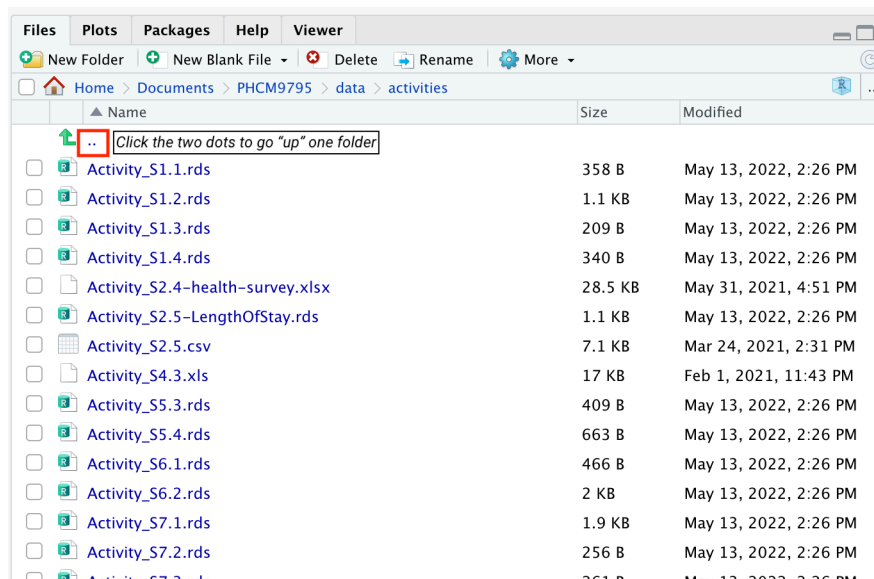 Files Plots Packages Help Viewer
New Folder New Blank File Delete Rename More
Home > Documents > PHCM9795 > data > activities R ..
Name Size Modified
.. Click the two dots to go “up” one folder
Activity_S1.1.rds 358 B May 13, 2022, 2:26 PM
Activity_S1.2.rds 1.1 KB May 13, 2022, 2:26 PM
Activity_S1.3.rds 209 B May 13, 2022, 2:26 PM
Activity_S1.4.rds 340 B May 13, 2022, 2:26 PM
Activity_S2.4-health-survey.xlsx 28.5 KB May 31, 2021, 4:51 PM
Activity_S2.5-LengthOfStay.rds 1.1 KB May 13, 2022, 2:26 PM
Activity_S2.5.csv 7.1 KB Mar 24, 2021, 2:31 PM
Activity_S4.3.xls 17 KB Feb 1, 2021, 11:43 PM
Activity_S5.3.rds 409 B May 13, 2022, 2:26 PM
Activity_S5.4.rds 663 B May 13, 2022, 2:26 PM
Activity_S6.1.rds 466 B May 13, 2022, 2:26 PM
Activity_S6.2.rds 2 KB May 13, 2022, 2:26 PM
Activity_S7.1.rds 1.9 KB May 13, 2022, 2:26 PM
Activity_S7.2.rds 256 B May 13, 2022, 2:26 PM